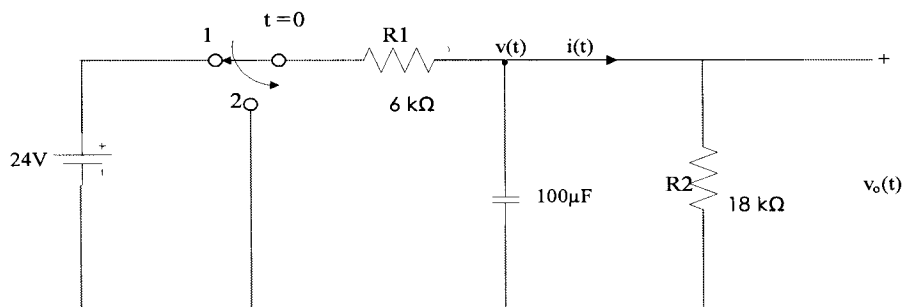 t=0
1
R1
v(t)
i(t)
+
2
6 kΩ
24V
+
100μF
R2
18 kΩ
vₒ(t)